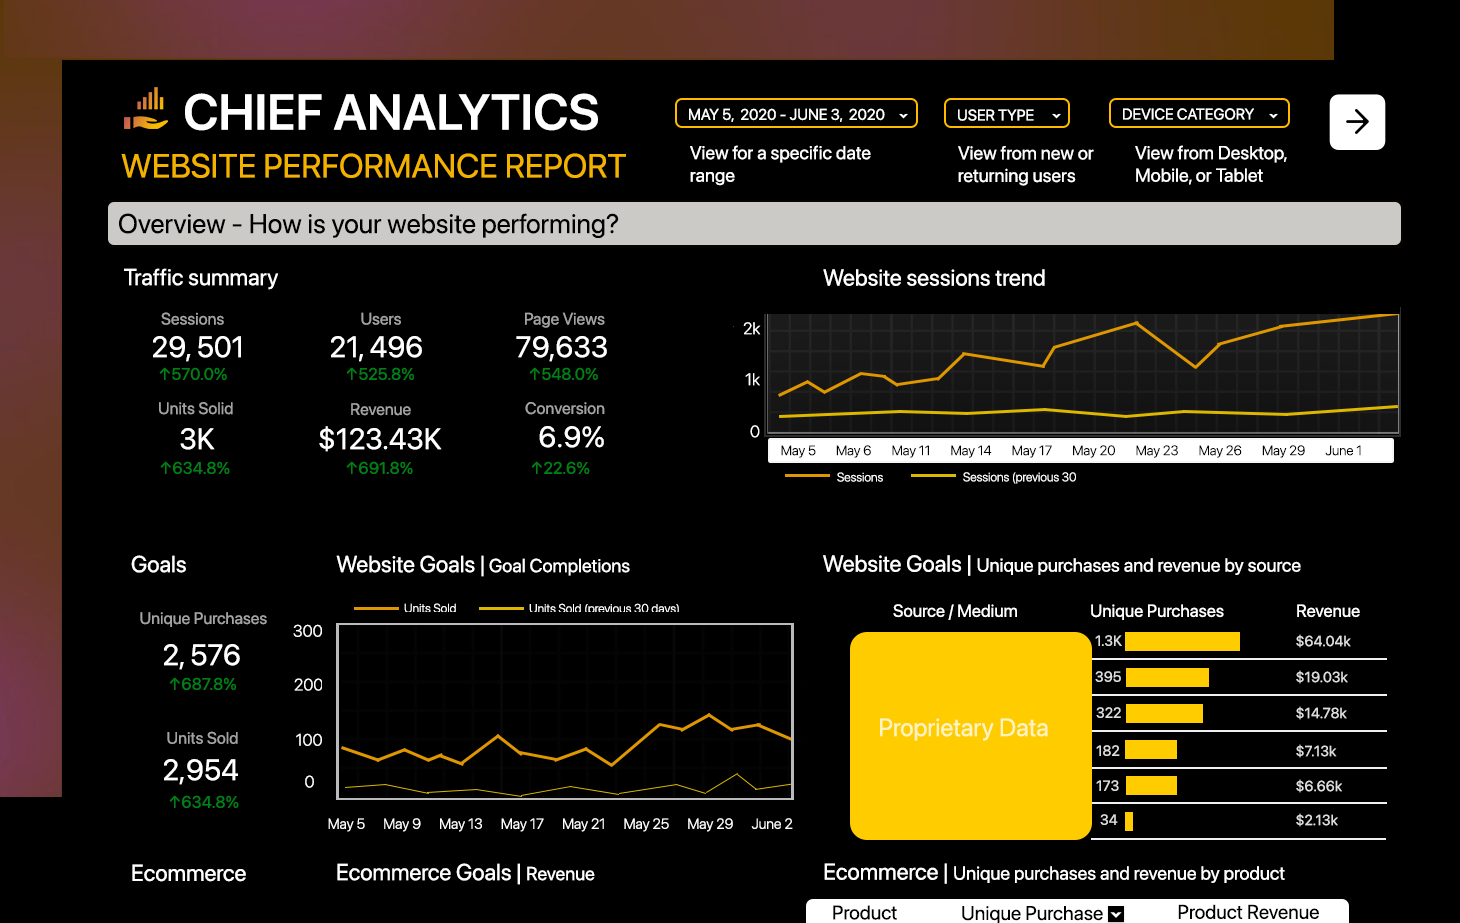 CHIEF ANALYTICS
WEBSITE PERFORMANCE REPORT
MAY 5, 2020 - JUNE 3, 2020
View for a specific date
range
USER TYPE
View from new or
returning users
DEVICE CATEGORY
View from Desktop,
Mobile, or Tablet
Overview - How is your website performing?
Traffic summary
Sessions
29, 501
↑570.0%
Users
21, 496
↑525.8%
Page Views
79,633
↑548.0%
Units Solid
3K
↑634.8%
Revenue
$123.43K
↑691.8%
Conversion
6.9%
↑22.6%
Website sessions trend
2k
1k
0
May 5 May 6 May 11 May 14 May 17 May 20 May 23 May 26 May 29 June 1
Sessions Sessions (previous 30
Goals
Unique Purchases
2, 576
↑687.8%
Units Sold
2,954
↑634.8%
Website Goals | Goal Completions
Units Sold Units Sold (previous 30 days)
300
200
100
0
May 5 May 9 May 13 May 17 May 21 May 25 May 29 June 2
Website Goals | Unique purchases and revenue by source
Source / Medium Unique Purchases Revenue
Proprietary Data
1.3K $64.04k
395 $19.03k
322 $14.78k
182 $7.13k
173 $6.66k
34 $2.13k
Ecommerce
Ecommerce Goals | Revenue
Ecommerce | Unique purchases and revenue by product
Product Unique Purchase Product Revenue